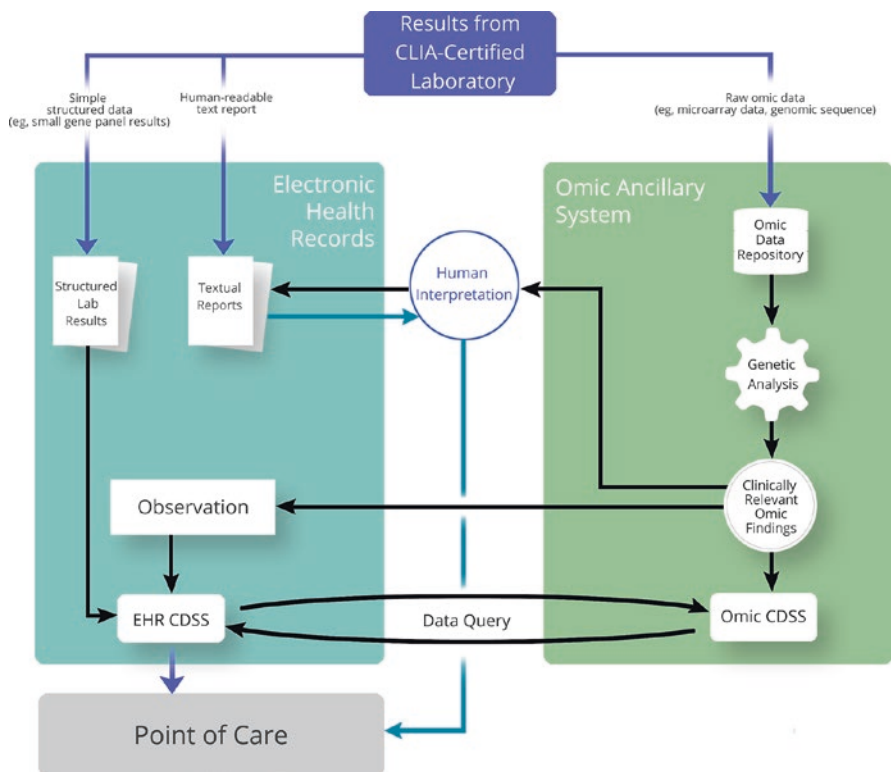 Results from
CLIA-Certified
Laboratory
Simple
structured data
(eg, small gene panel results)
Human-readable
text report
Raw omic data
(eg, microarray data, genomic sequence)
Electronic
Health
Records
Omic Ancillary
System
Structured
Lab
Results
Textual
Reports
Human
Interpretation
Omic
Data
Repository
Genetic
Analysis
Clinically
Relevant
Omic
Findings
Observation
EHR CDSS
Data Query
Omic CDSS
Point of Care